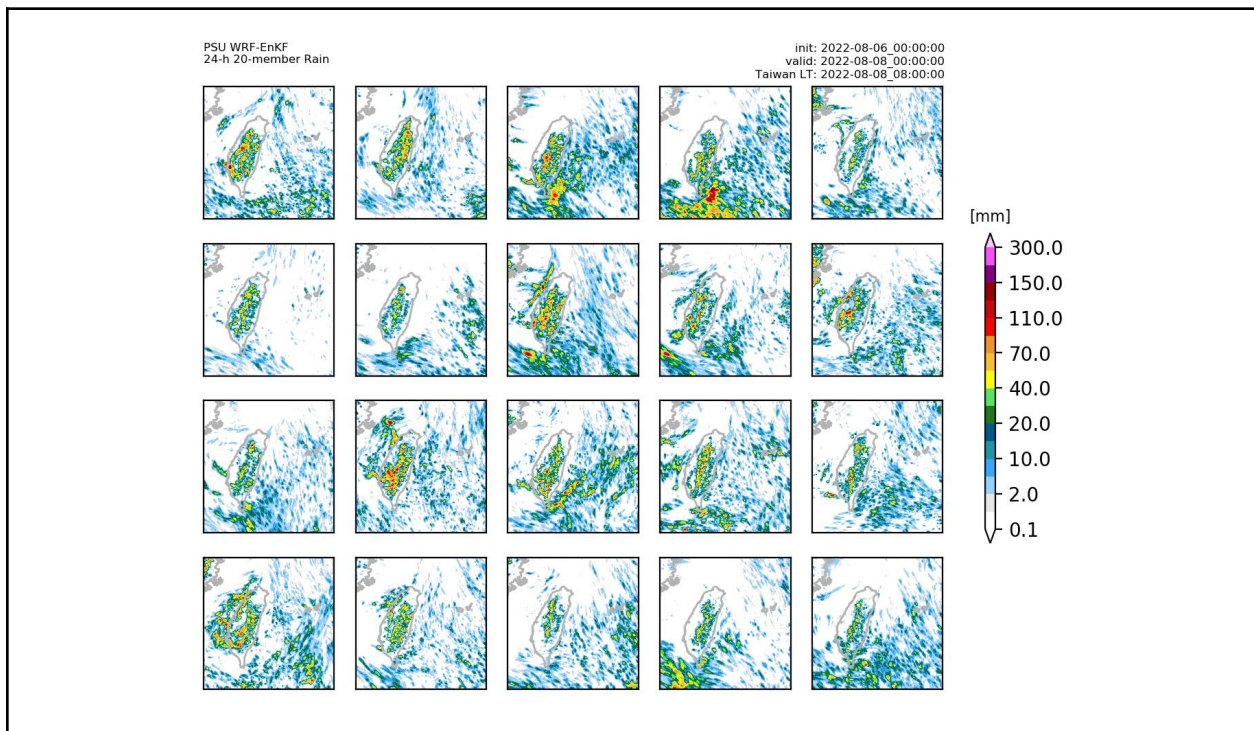 PSU WRF-EnKF
24-h 20-member Rain
init: 2022-08-06_00:00:00
valid: 2022-08-08_00:00:00
Taiwan LT: 2022-08-08_08:00:00
[mm]
300.0
150.0
110.0
70.0
40.0
20.0
10.0
2.0
0.1